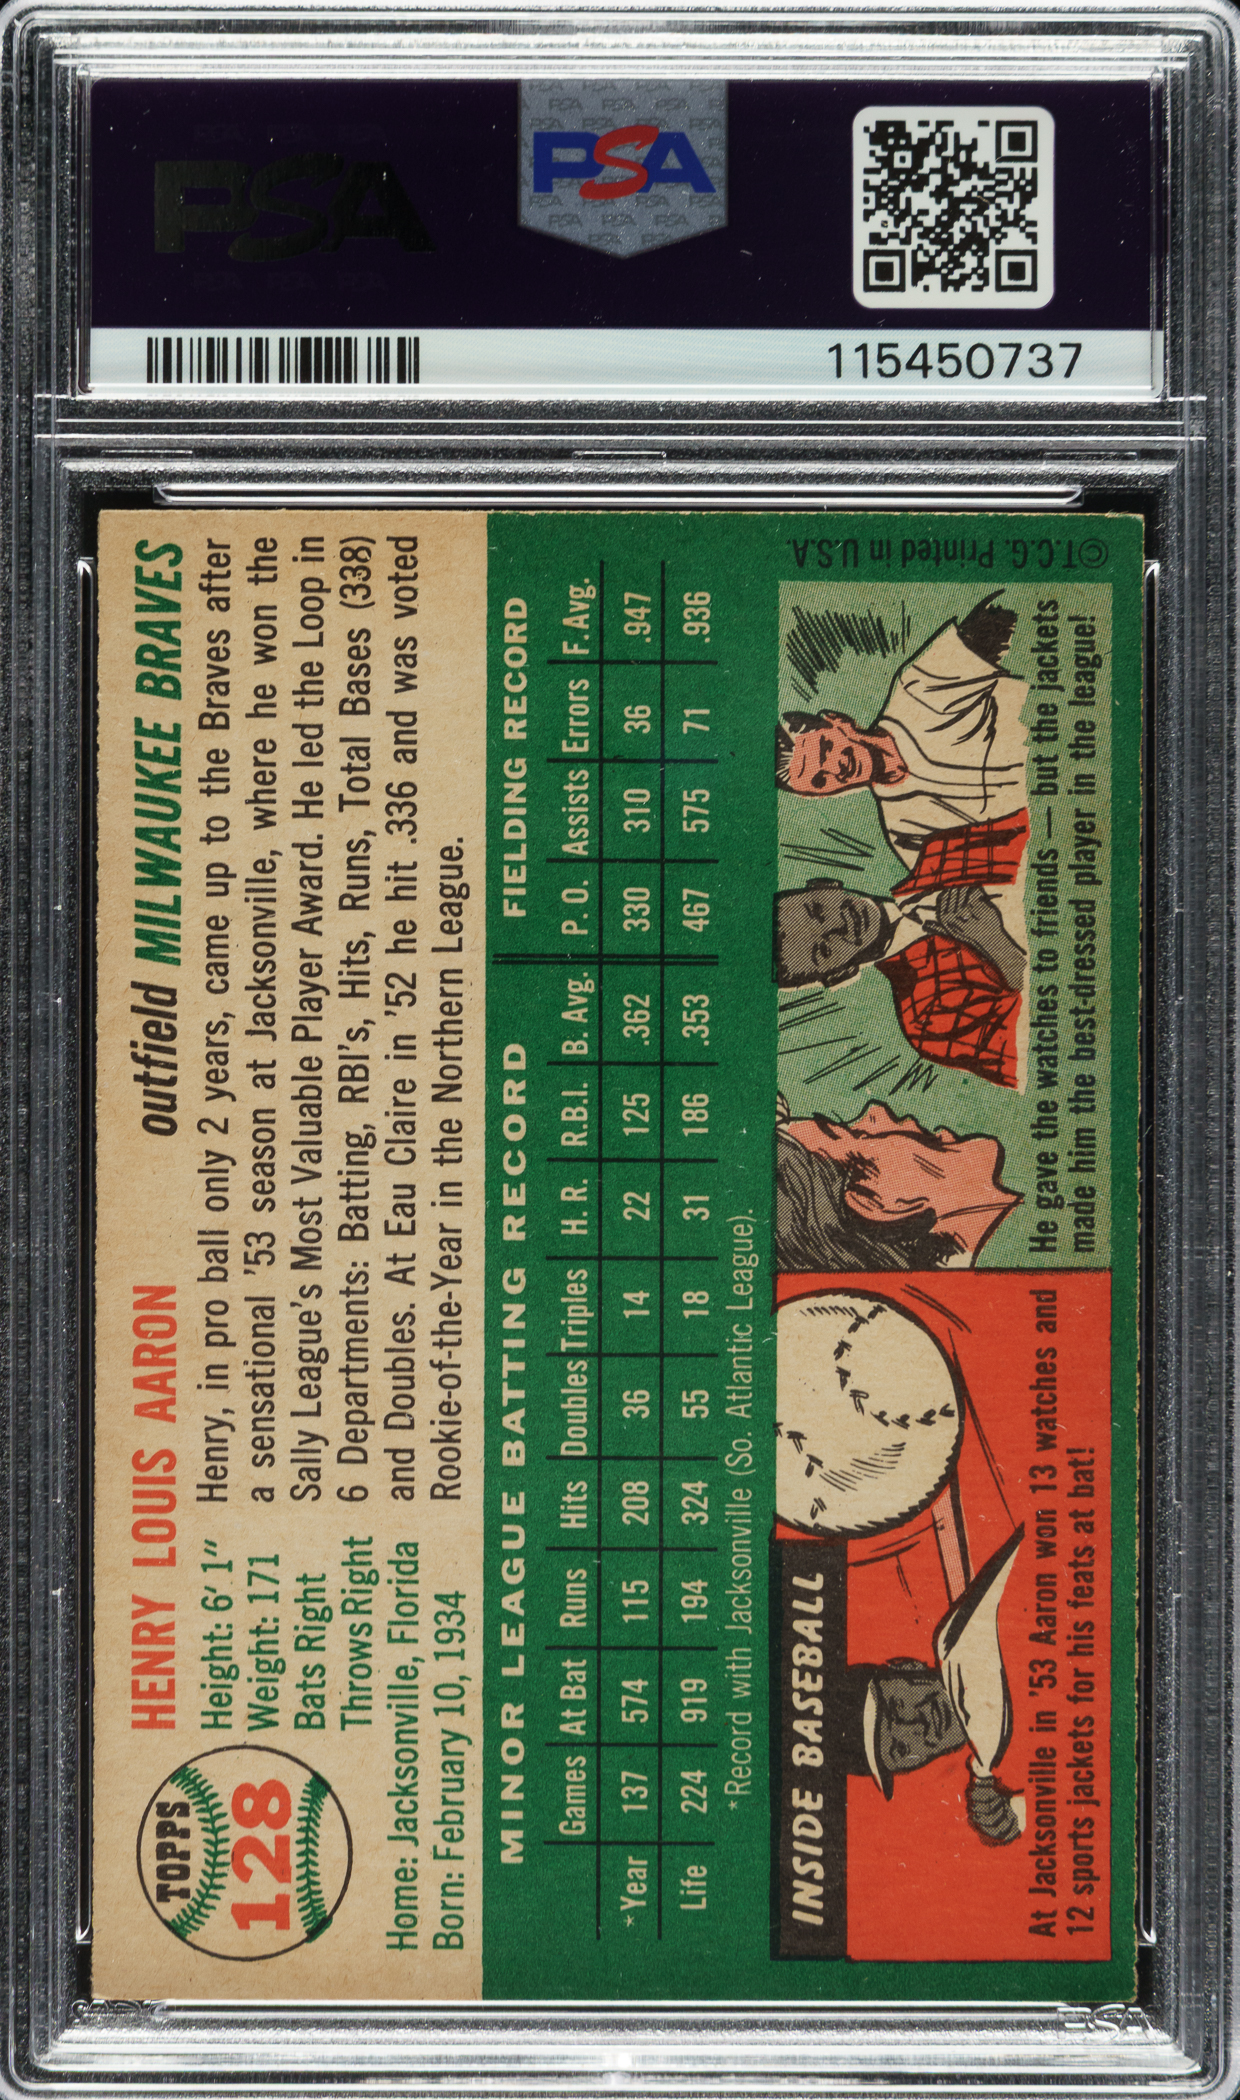 PSA
PSA
115450737
TOPPS
128
HENRY LOUIS AARON
outfield MILWAUKEE BRAVES
Height: 6' 1"
Weight: 171
Bats Right
Throws Right
Home: Jacksonville, Florida
Born: February 10, 1934
Henry, in pro ball only 2 years, came up to the Braves after
a sensational '53 season at Jacksonville, where he won the
Sally League's Most Valuable Player Award. He led the Loop in
6 Departments: Batting, RBI's, Hits, Runs, Total Bases (338)
and Doubles. At Eau Claire in '52 he hit .336 and was voted
Rookie-of-the-Year in the Northern League.
MINOR LEAGUE BATTING RECORD FIELDING RECORD
Games At Bat Runs Hits Doubles Triples H. R. R.B.I. B. Avg. P. O. Assists Errors F. Avg.
*Year 137 574 115 208 36 14 22 125 .362 330 310 36 .947
Life 224 919 194 324 55 18 31 186 .353 467 575 71 .936
*Record with Jacksonville (So. Atlantic League).
INSIDE BASEBALL
At Jacksonville in '53 Aaron won 13 watches and
12 sports jackets for his feats at bat!
He gave the watches to friends—but the jackets
made him the best-dressed player in the league!
©T.C.G. Printed in U.S.A.
PSA